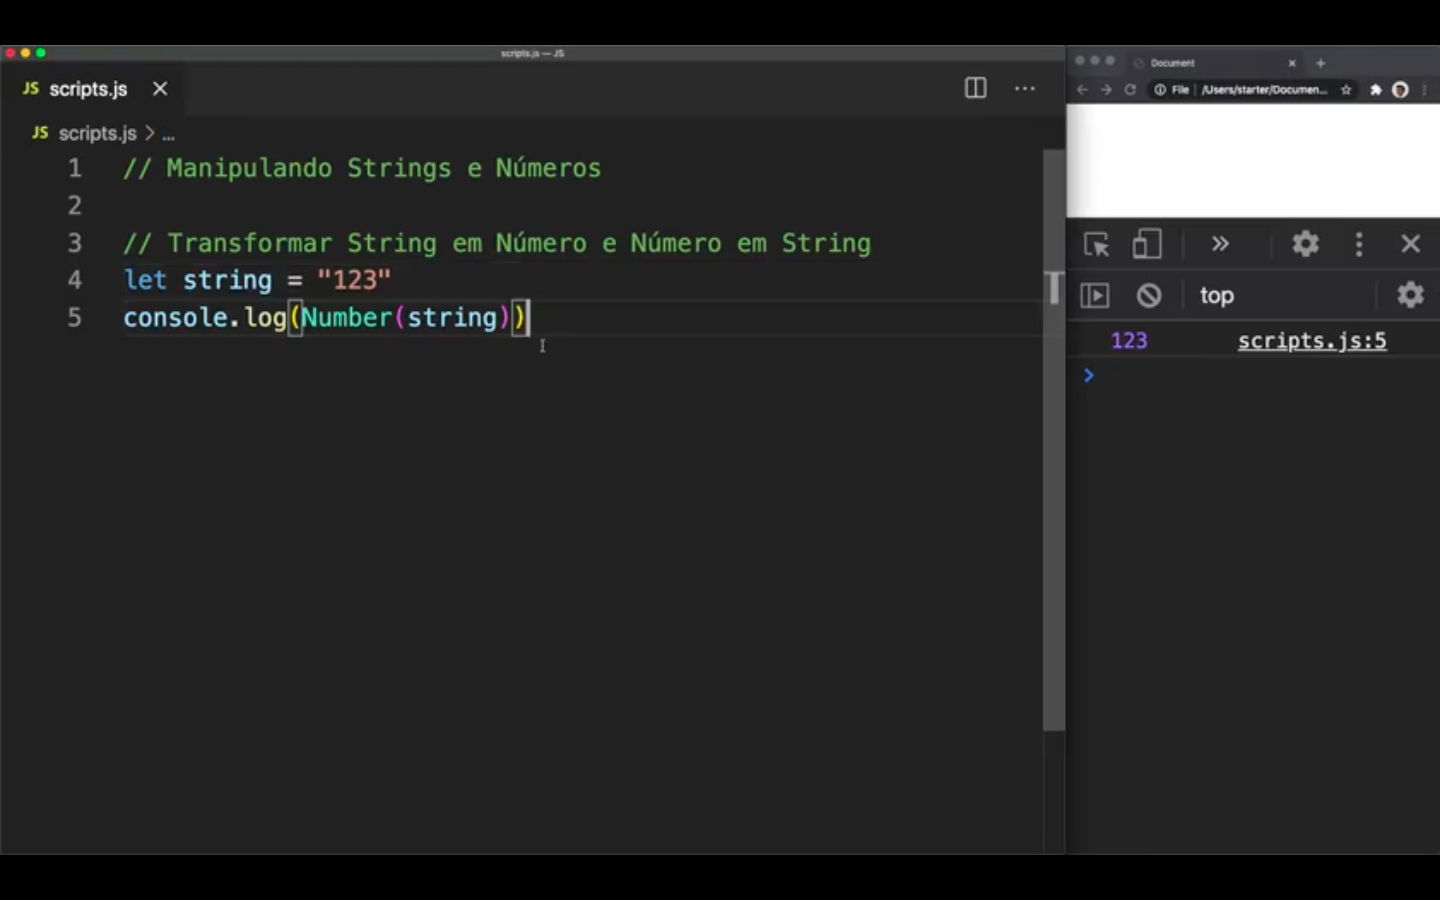 scripts.js — JS
JS scripts.js
JS scripts.js > ...
1 // Manipulando Strings e Números
2
3 // Transformar String em Número e Número em String
4 let string = "123"
5 console.log(Number(string))
Document
File /Users/starter/Documen...
top
123 scripts.js:5